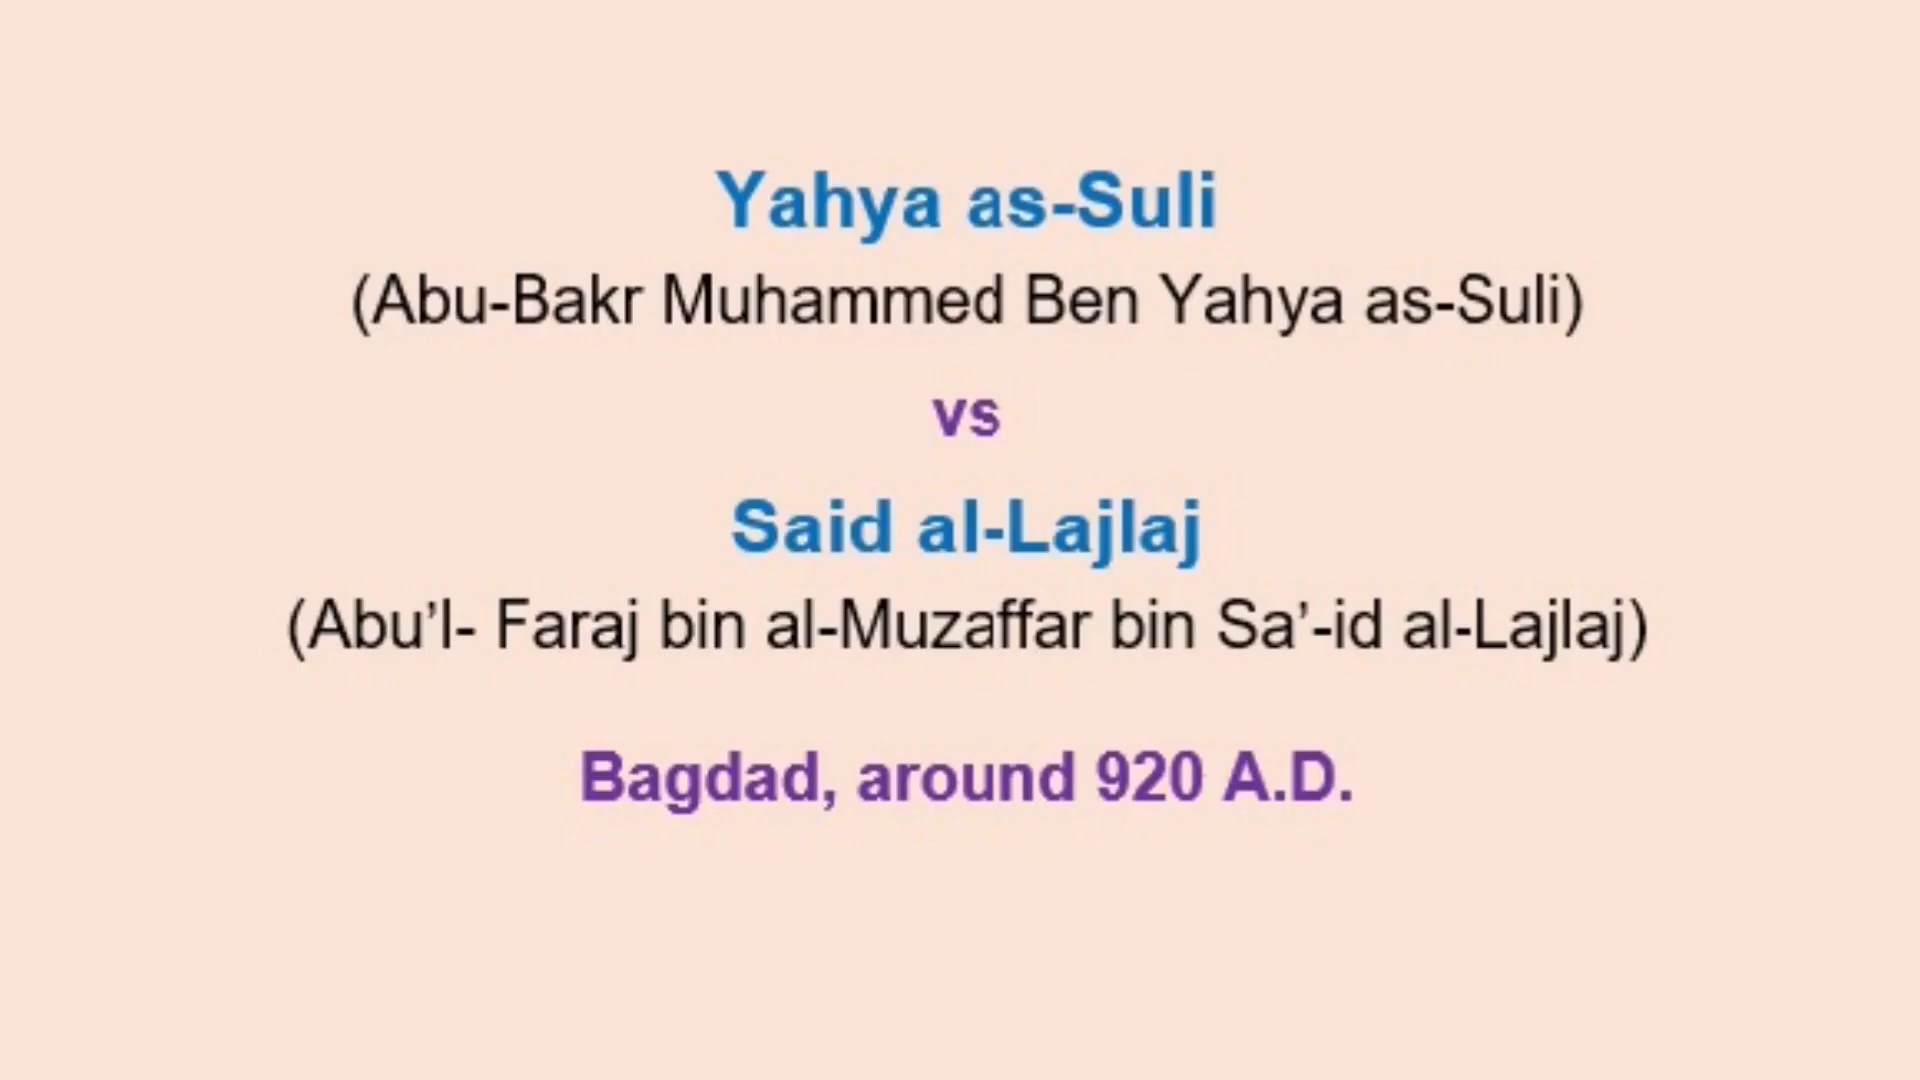 Yahya as-Suli
(Abu-Bakr Muhammed Ben Yahya as-Suli)
vs
Said al-Lajlaj
(Abu’l- Faraj bin al-Muzaffar bin Sa’-id al-Lajlaj)
Bagdad, around 920 A.D.